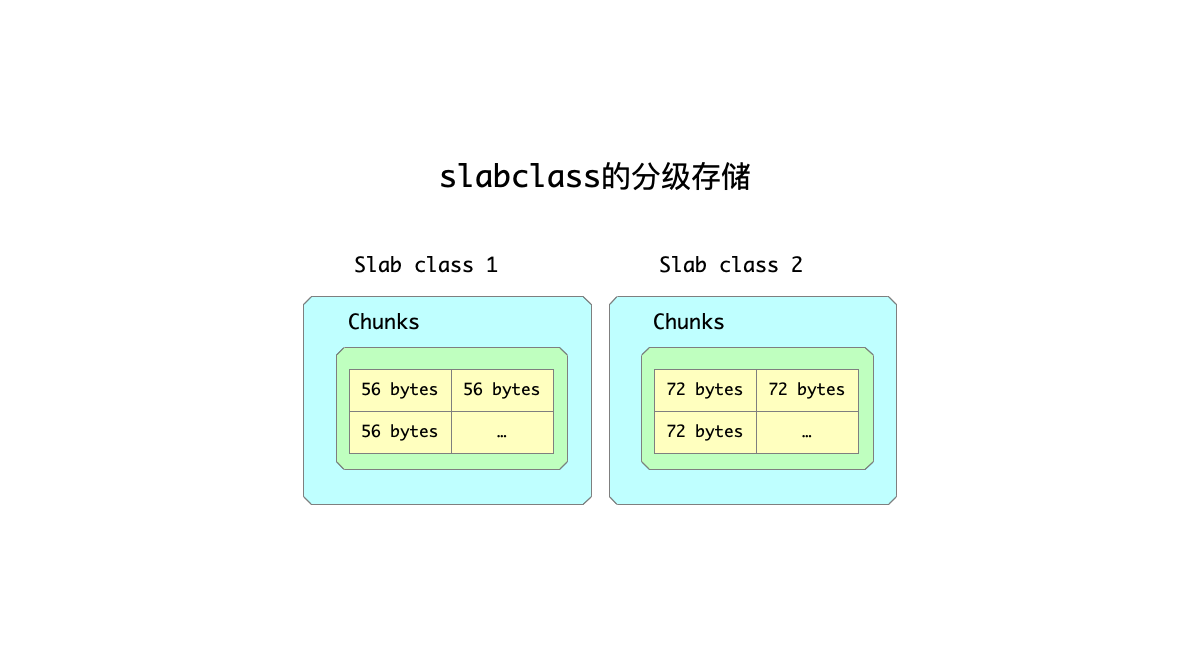 slabclass的分级存储
Slab class 1
Slab class 2
Chunks
56 bytes 56 bytes
56 bytes …
Chunks
72 bytes 72 bytes
72 bytes …